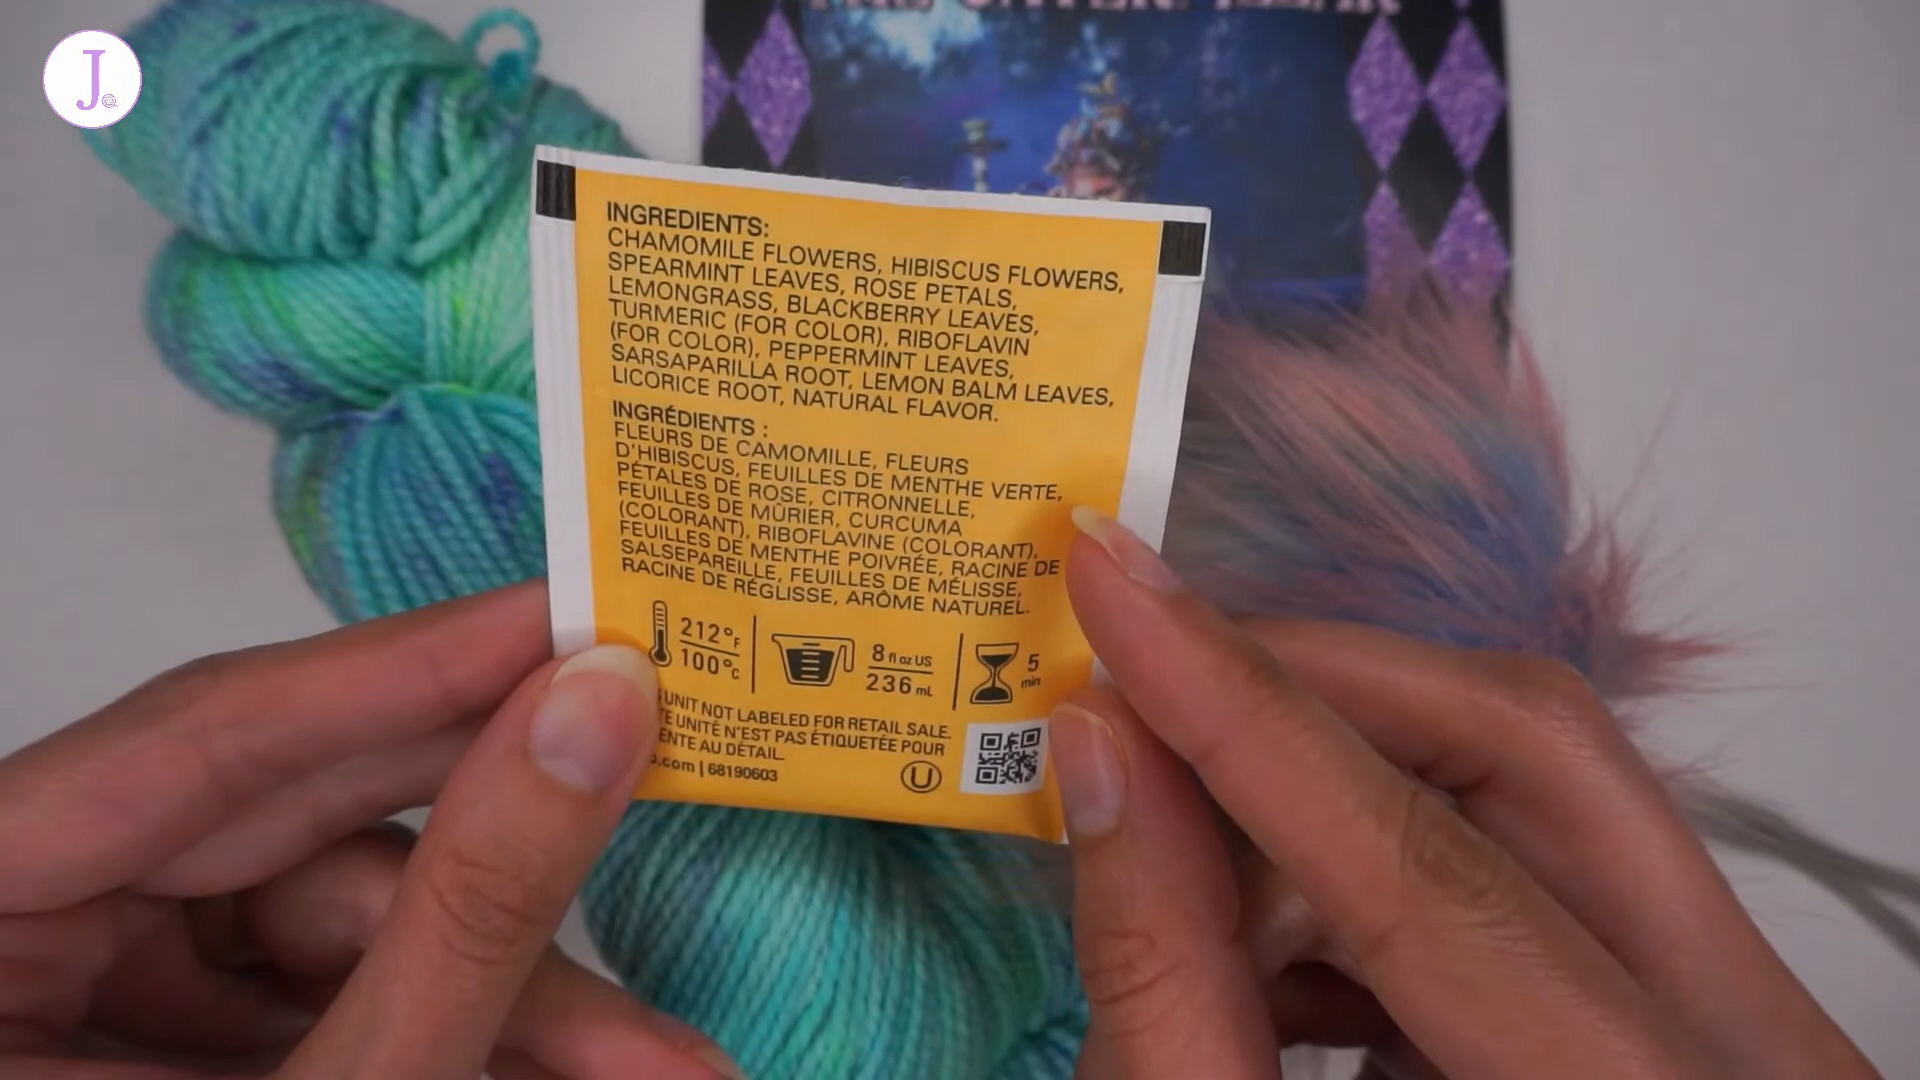 J
INGREDIENTS:
CHAMOMILE FLOWERS, HIBISCUS FLOWERS,
SPEARMINT LEAVES, ROSE PETALS,
LEMONGRASS, BLACKBERRY LEAVES,
TURMERIC (FOR COLOR), RIBOFLAVIN
(FOR COLOR), PEPPERMINT LEAVES,
SARSAPARILLA ROOT, LEMON BALM LEAVES,
LICORICE ROOT, NATURAL FLAVOR.
INGRÉDIENTS :
FLEURS DE CAMOMILLE, FLEURS
D'HIBISCUS, FEUILLES DE MENTHE VERTE,
PÉTALES DE ROSE, CITRONNELLE,
FEUILLES DE MÛRIER, CURCUMA
(COLORANT), RIBOFLAVINE (COLORANT),
FEUILLES DE MENTHE POIVRÉE, RACINE DE
SALSEPAREILLE, FEUILLES DE MÉLISSE,
RACINE DE RÉGLISSE, ARÔME NATUREL.
212°F
100°C
8 fl oz US
236 mL
5
min
UNIT NOT LABELED FOR RETAIL SALE.
UNITÉ N'EST PAS ÉTIQUETÉE POUR
AU DÉTAIL.
.com | 68190603
U